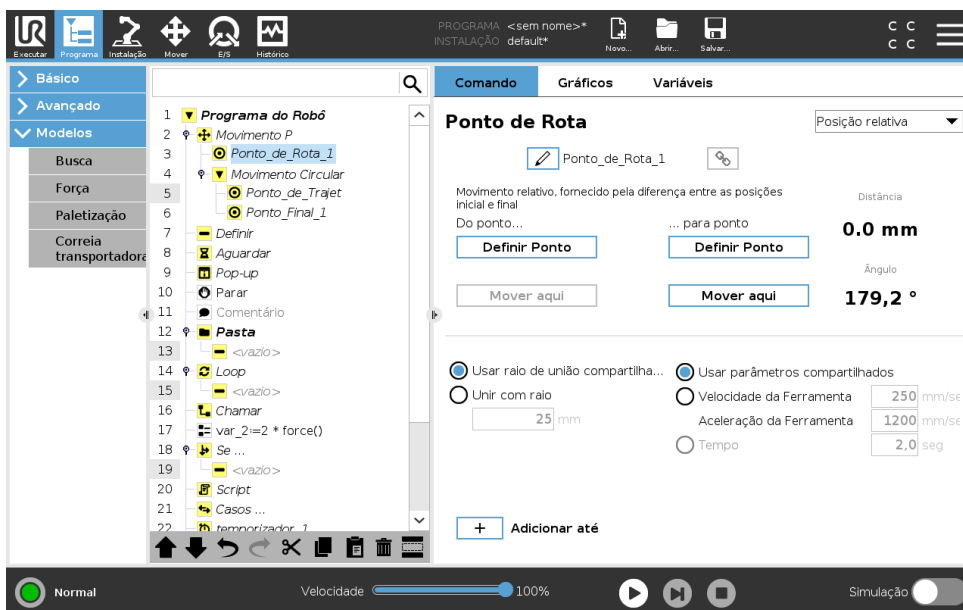 Executar
Programa
Instalação
Mover
E/S
Histórico
PROGRAMA <sem nome>*
INSTALAÇÃO default*
Novo...
Abrir...
Salvar...
C C
C C
Básico
Avançado
Modelos
Busca
Força
Paletização
Correia
transportadora
1 Programa do Robô
2 Movimento P
3 Ponto_de_Rota_1
4 Movimento Circular
5 Ponto_de_Trajet
6 Ponto_Final_1
7 Definir
8 Aguardar
9 Pop-up
10 Parar
11 Comentário
12 Pasta
13 <vazio>
14 Loop
15 <vazio>
16 Chamar
17 var_2:=2 * force()
18 Se ...
19 <vazio>
20 Script
21 Casos ...
22 temporizador_1
Comando
Gráficos
Variáveis
Ponto de Rota
Posição relativa
Ponto_de_Rota_1
Movimento relativo, fornecido pela diferença entre as posições
inicial e final
Do ponto...
... para ponto
Definir Ponto
Definir Ponto
Mover aqui
Mover aqui
Distância
0.0 mm
Ângulo
179,2 °
Usar raio de união compartilha...
Unir com raio
25 mm
Usar parâmetros compartilhados
Velocidade da Ferramenta 250 mm/se
Aceleração da Ferramenta 1200 mm/se
Tempo 2,0 seg
+ Adicionar até
Normal
Velocidade
100%
Simulação